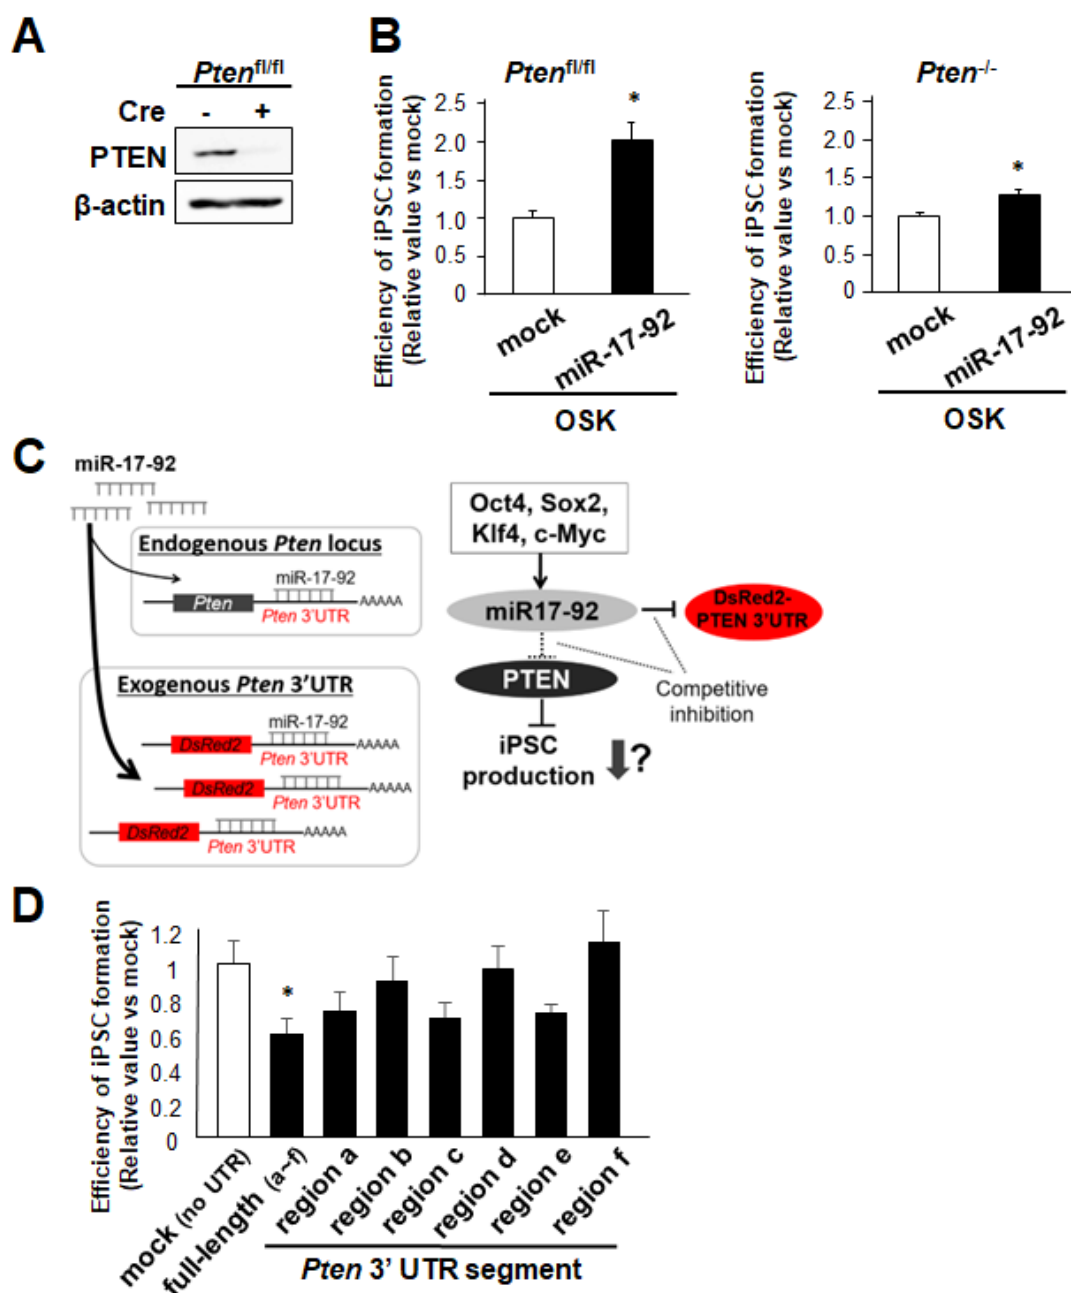 A
Pten fl/fl
Cre - +
PTEN
β-actin
B
Efficiency of iPSC formation
(Relative value vs mock)
Pten fl/fl
2.5
2.0
1.5
1.0
0.5
0
*
mock
miR-17-92
OSK
Efficiency of iPSC formation
(Relative value vs mock)
Pten -/-
2.5
2.0
1.5
1.0
0.5
0
*
mock
miR-17-92
OSK
C
miR-17-92
Endogenous Pten locus
miR-17-92
Pten
AAAAA
Pten 3'UTR
Exogenous Pten 3'UTR
miR-17-92
DsRed2
AAAAA
Pten 3'UTR
DsRed2
AAAAA
Pten 3'UTR
DsRed2
AAAAA
Pten 3'UTR
Oct4, Sox2,
Klf4, c-Myc
miR17-92
DsRed2-
PTEN 3'UTR
PTEN
Competitive
inhibition
iPSC
production
?
D
Efficiency of iPSC formation
(Relative value vs mock)
1.2
1
0.8
0.6
0.4
0.2
0
*
mock (no UTR)
full-length (a~f)
region a
region b
region c
region d
region e
region f
Pten 3' UTR segment